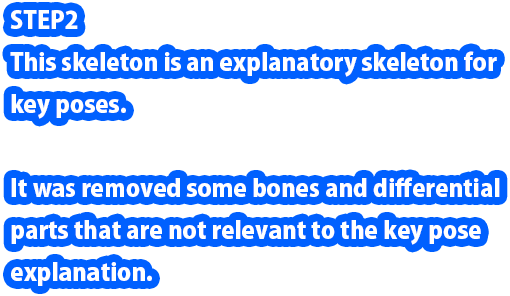 STEP2
This skeleton is an explanatory skeleton for
key poses.
It was removed some bones and differential
parts that are not relevant to the key pose
explanation.